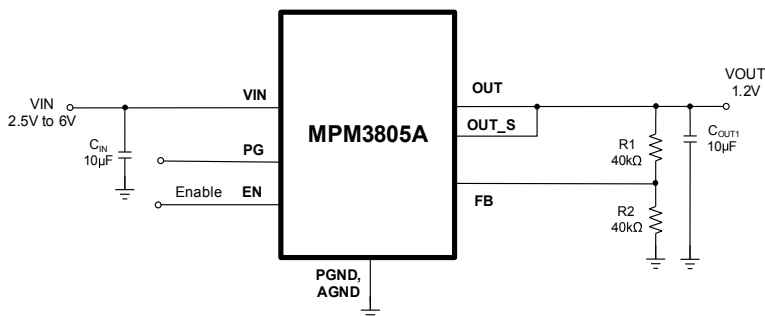 VIN
2.5V to 6V
CIN
10µF
VIN
PG
Enable EN
MPM3805A
PGND,
AGND
OUT
OUT_S
FB
R1
40kΩ
R2
40kΩ
COUT1
10µF
VOUT
1.2V